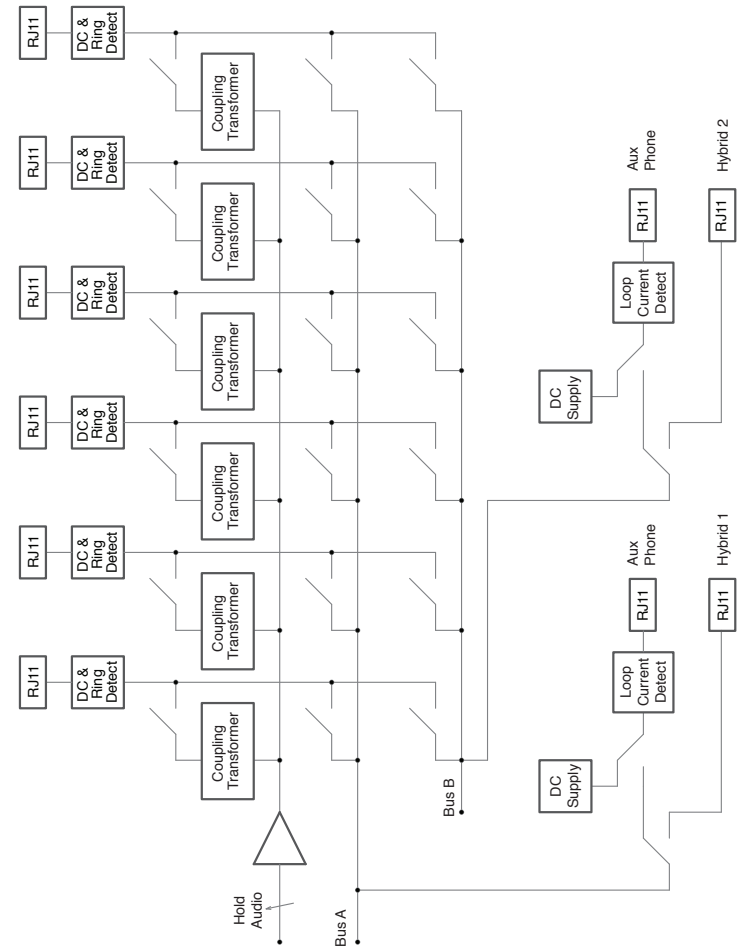 RJ11
RJ11
RJ11
RJ11
RJ11
RJ11
DC &
Ring
Detect
DC &
Ring
Detect
DC &
Ring
Detect
DC &
Ring
Detect
DC &
Ring
Detect
DC &
Ring
Detect
Coupling
Transformer
Coupling
Transformer
Coupling
Transformer
Coupling
Transformer
Coupling
Transformer
Coupling
Transformer
Hold
Audio
Bus A
Bus B
DC
Supply
Loop
Current
Detect
RJ11
Aux
Phone
RJ11
Hybrid 1
DC
Supply
Loop
Current
Detect
RJ11
Aux
Phone
RJ11
Hybrid 2